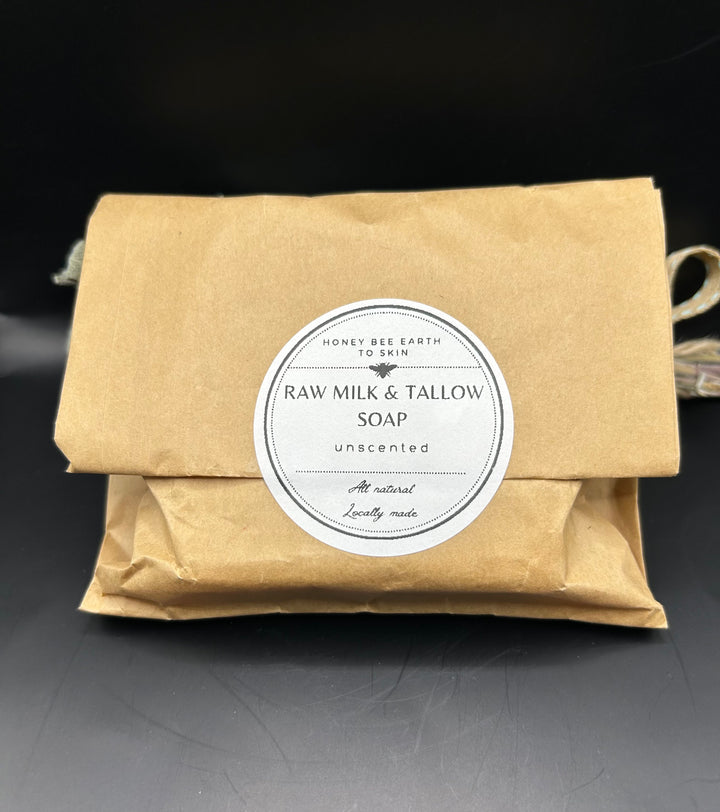 HONEY BEE EARTH
TO SKIN
RAW MILK & TALLOW
SOAP
unscented
All natural
Locally made